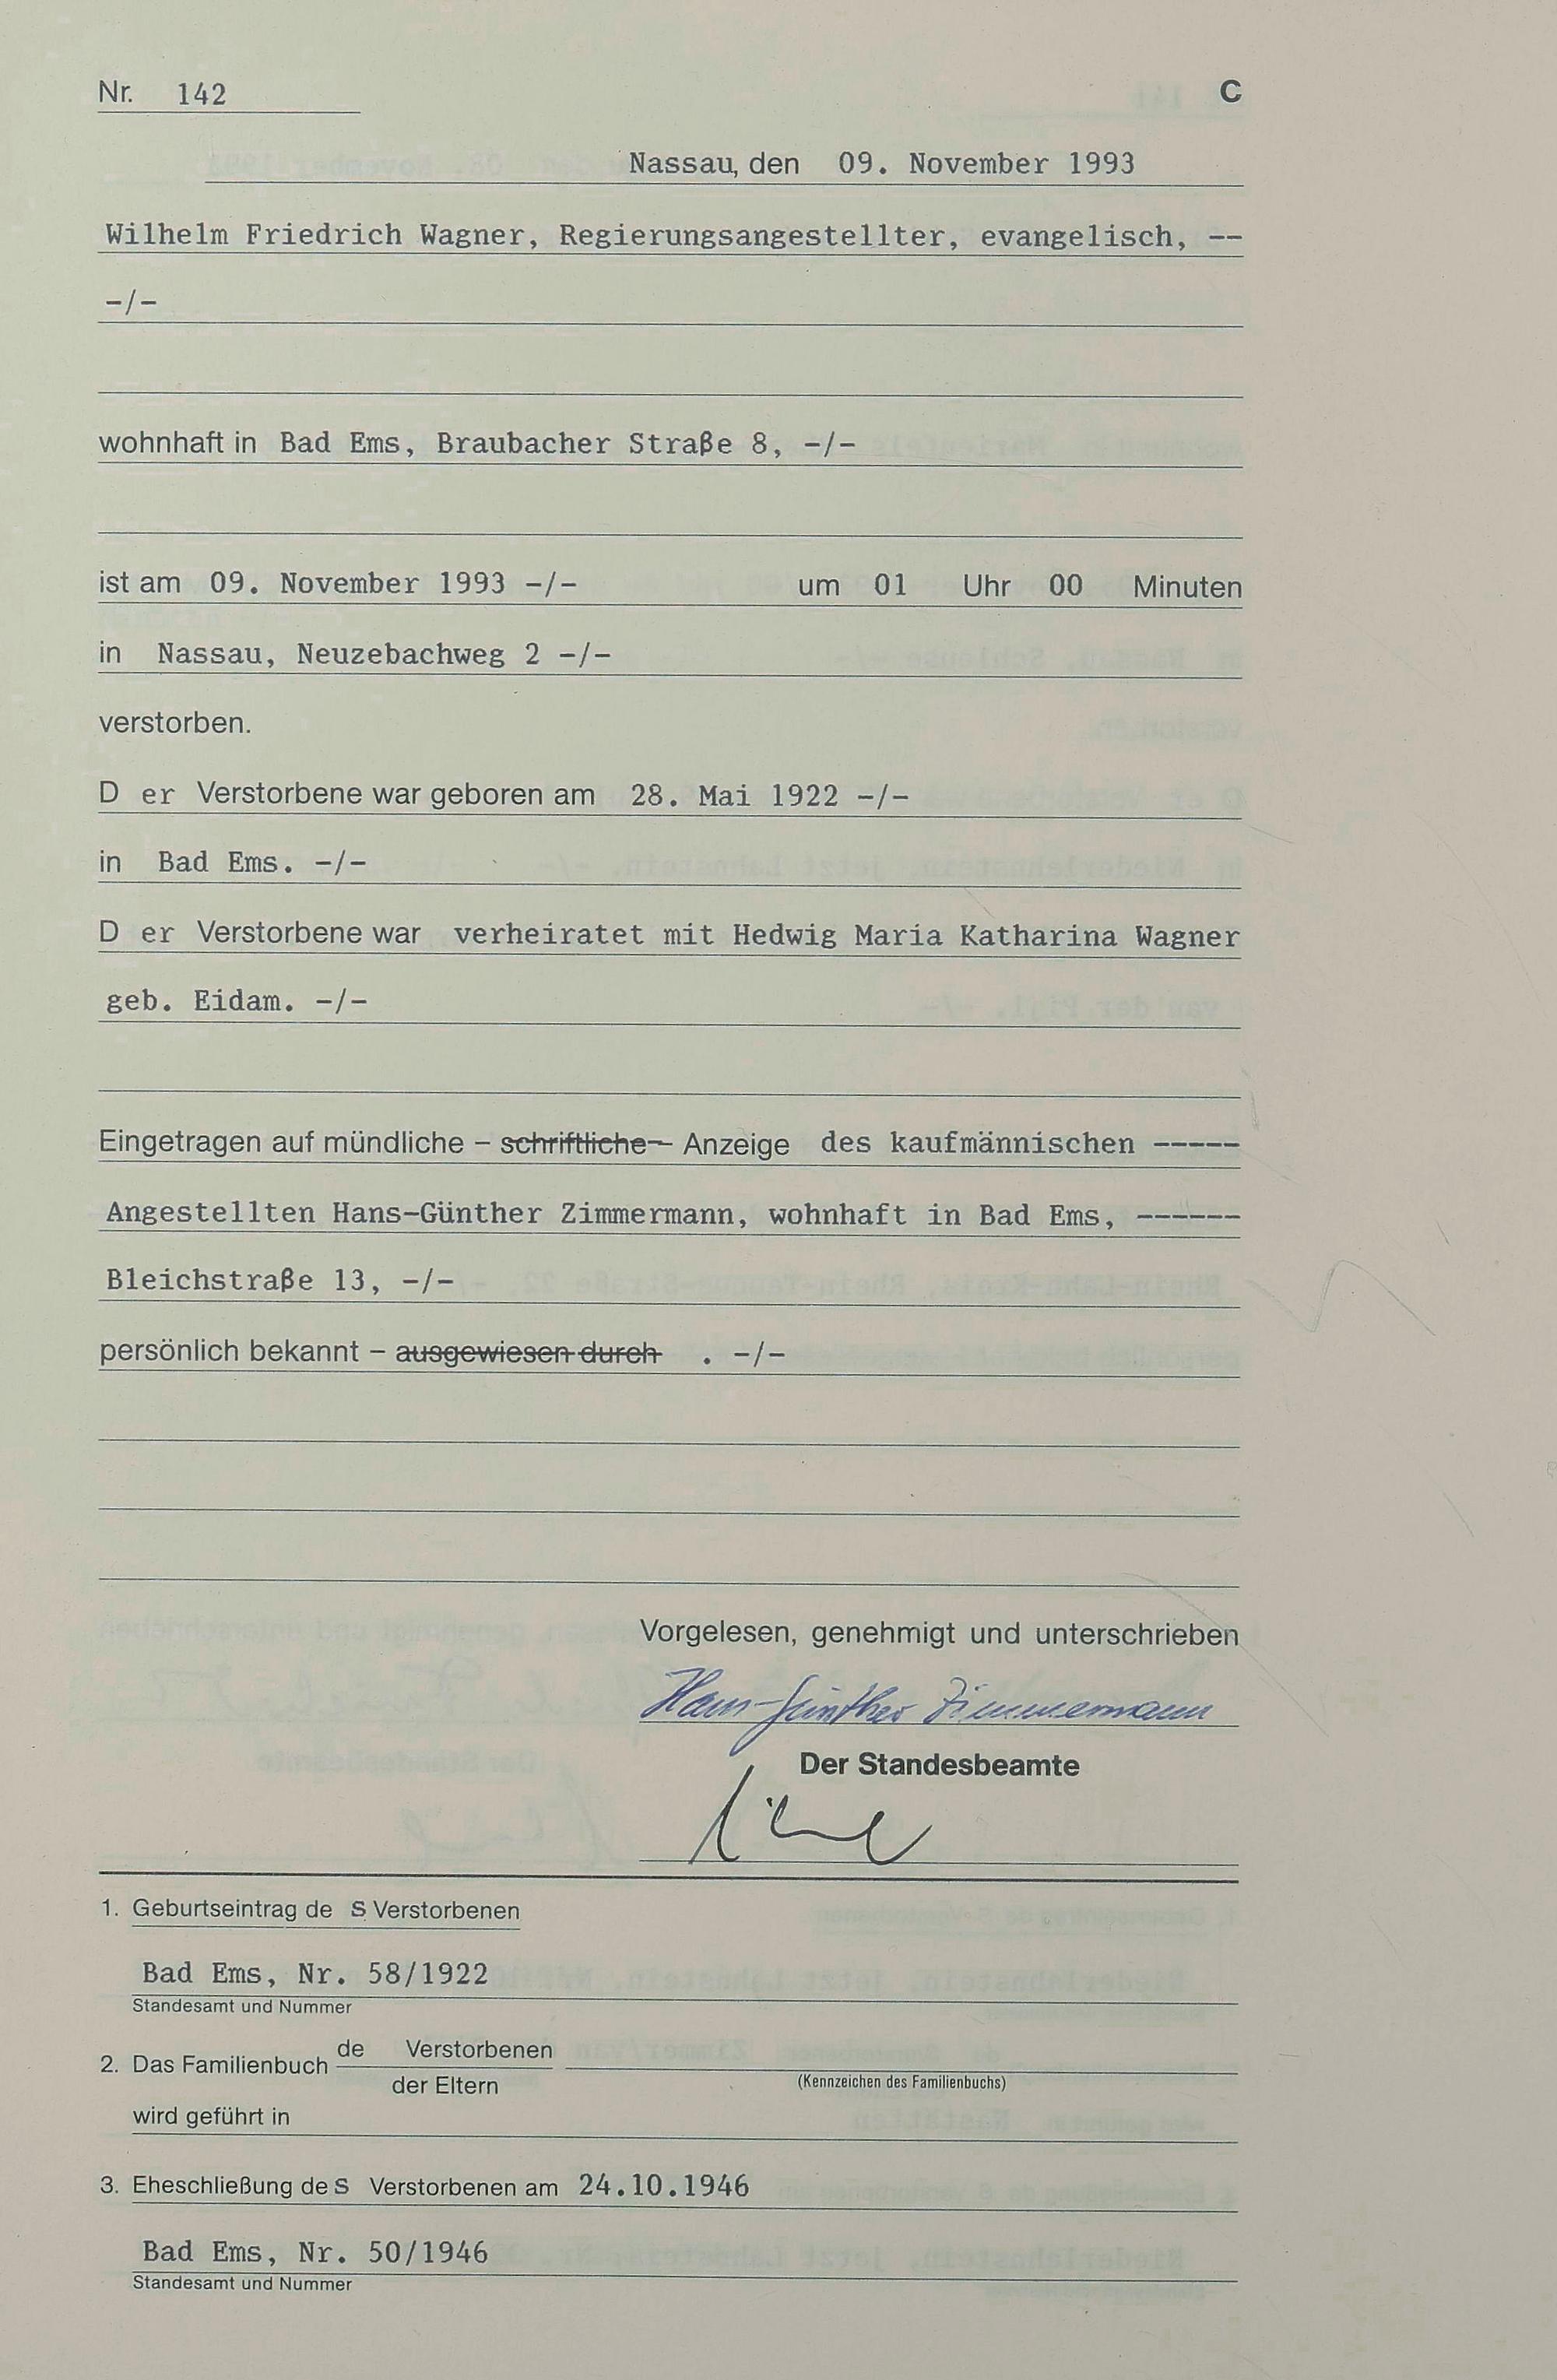 Nr. 142 C
Nassau, den 09. November 1993
Wilhelm Friedrich Wagner, Regierungsangestellter, evangelisch, --
-/-
wohnhaft in Bad Ems, Braubacher Straße 8, -/-
ist am 09. November 1993 -/- um 01 Uhr 00 Minuten
in Nassau, Neuzebachweg 2 -/-
verstorben.
D er Verstorbene war geboren am 28. Mai 1922 -/-
in Bad Ems. -/-
D er Verstorbene war verheiratet mit Hedwig Maria Katharina Wagner
geb. Eidam. -/-
Eingetragen auf mündliche – schriftliche – Anzeige des kaufmännischen -----
Angestellten Hans-Günther Zimmermann, wohnhaft in Bad Ems, ------
Bleichstraße 13, -/-
persönlich bekannt – ausgewiesen durch . -/-
Vorgelesen, genehmigt und unterschrieben
Hans-Günther Zimmermann
Der Standesbeamte
1. Geburtseintrag de s Verstorbenen
Bad Ems, Nr. 58/1922
Standesamt und Nummer
2. Das Familienbuch de Verstorbenen
der Eltern
(Kennzeichen des Familienbuchs)
wird geführt in
3. Eheschließung de s Verstorbenen am 24.10.1946
Bad Ems, Nr. 50/1946
Standesamt und Nummer